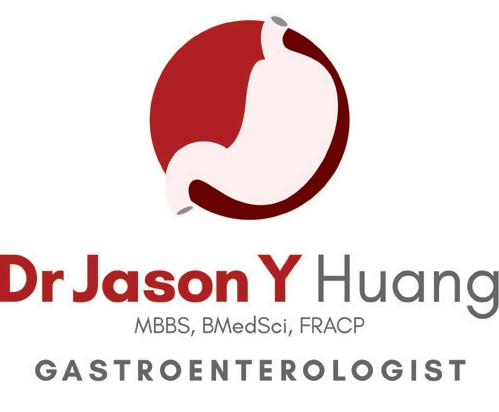 Dr Jason Y Huang
MBBS, BMedSci, FRACP
GASTROENTEROLOGIST